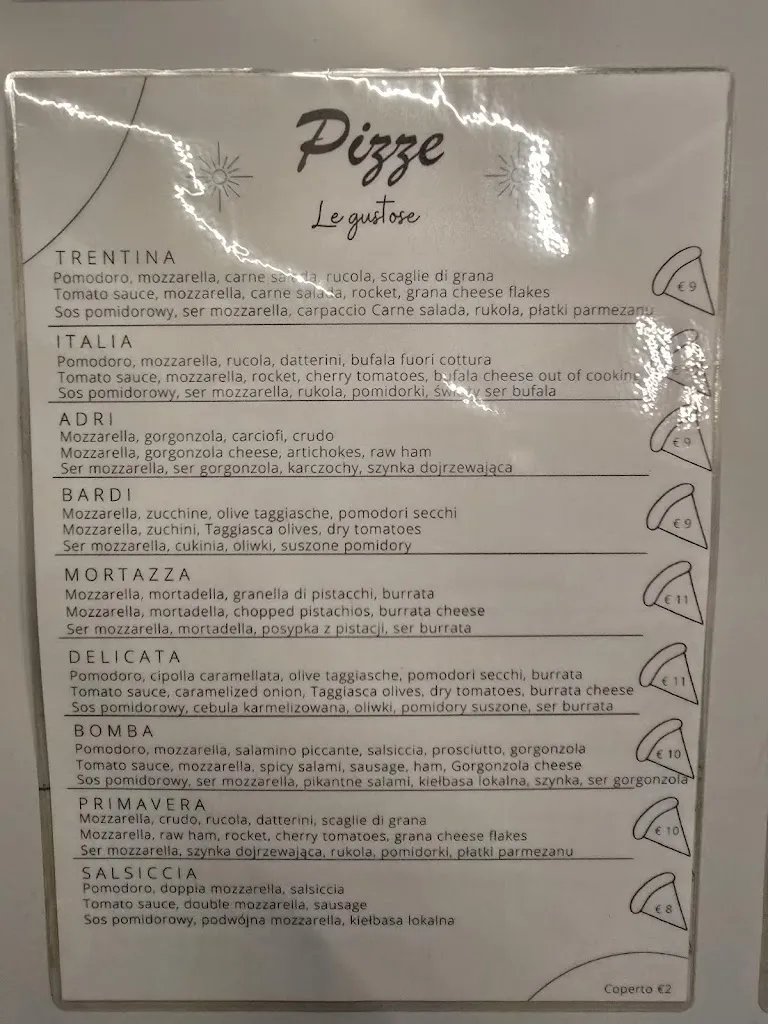 Pizze
Le gustose
TRENTINA
Pomodoro, mozzarella, carne salada, rucola, scaglie di grana
Tomato sauce, mozzarella, carne salada, rocket, grana cheese flakes
Sos pomidorowy, ser mozzarella, carpaccio Carne salada, rukola, płatki parmezanu
€ 9
ITALIA
Pomodoro, mozzarella, rucola, datterini, bufala fuori cottura
Tomato sauce, mozzarella, rocket, cherry tomatoes, bufala cheese out of cooking
Sos pomidorowy, ser mozzarella, rukola, pomidorki, świeży ser bufala
ADRI
Mozzarella, gorgonzola, carciofi, crudo
Mozzarella, gorgonzola cheese, artichokes, raw ham
Ser mozzarella, ser gorgonzola, karczochy, szynka dojrzewająca
€ 9
BARDI
Mozzarella, zucchine, olive taggiasche, pomodori secchi
Mozzarella, zuchini, Taggiasca olives, dry tomatoes
Ser mozzarella, cukinia, oliwki, suszone pomidory
€ 9
MORTAZZA
Mozzarella, mortadella, granella di pistacchi, burrata
Mozzarella, mortadella, chopped pistachios, burrata cheese
Ser mozzarella, mortadella, posypka z pistacji, ser burrata
€ 11
DELICATA
Pomodoro, cipolla caramellata, olive taggiasche, pomodori secchi, burrata
Tomato sauce, caramelized onion, Taggiasca olives, dry tomatoes, burrata cheese
Sos pomidorowy, cebula karmelizowana, oliwki, pomidory suszone, ser burrata
€ 11
BOMBA
Pomodoro, mozzarella, salamino piccante, salsiccia, prosciutto, gorgonzola
Tomato sauce, mozzarella, spicy salami, sausage, ham, Gorgonzola cheese
Sos pomidorowy, ser mozzarella, pikantne salami, kiełbasa lokalna, szynka, ser gorgonzola
€ 10
PRIMAVERA
Mozzarella, crudo, rucola, datterini, scaglie di grana
Mozzarella, raw ham, rocket, cherry tomatoes, grana cheese flakes
Ser mozzarella, szynka dojrzewająca, rukola, pomidorki, płatki parmezanu
€ 10
SALSICCIA
Pomodoro, doppia mozzarella, salsiccia
Tomato sauce, double mozzarella, sausage
Sos pomidorowy, podwójna mozzarella, kiełbasa lokalna
€ 8
Coperto €2